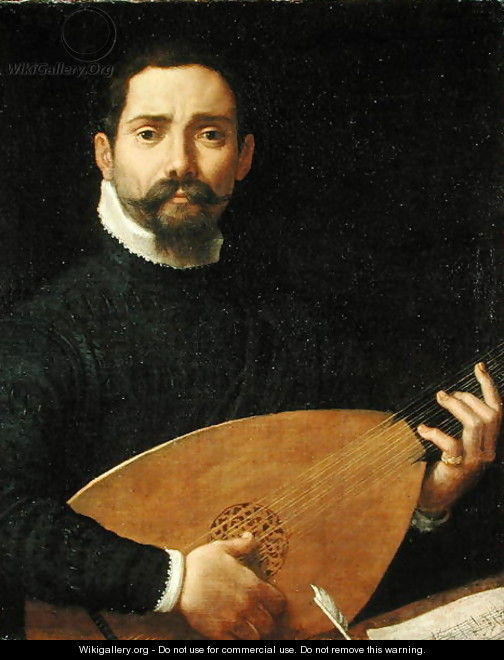 WikiGallery.Org
Wikigallery.org - Do not use for commercial use. Do not remove this warning.